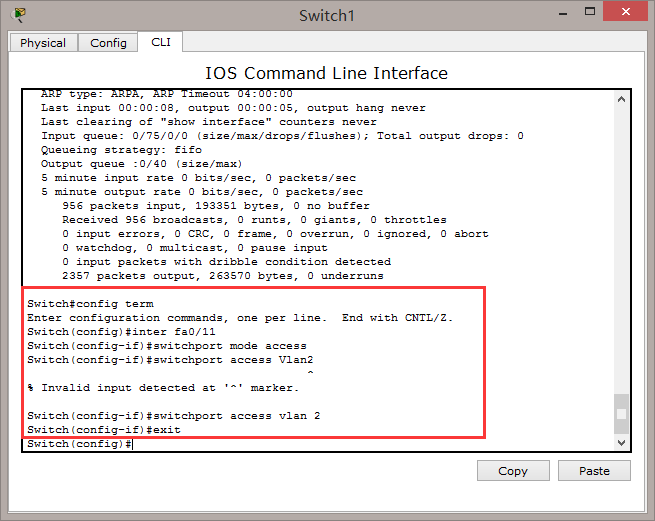 Switch1
Physical
Config
CLI
IOS Command Line Interface
ARP type: ARPA, ARP Timeout 04:00:00
Last input 00:00:08, output 00:00:05, output hang never
Last clearing of "show interface" counters never
Input queue: 0/75/0/0 (size/max/drops/flushes); Total output drops: 0
Queueing strategy: fifo
Output queue :0/40 (size/max)
5 minute input rate 0 bits/sec, 0 packets/sec
5 minute output rate 0 bits/sec, 0 packets/sec
956 packets input, 193351 bytes, 0 no buffer
Received 956 broadcasts, 0 runts, 0 giants, 0 throttles
0 input errors, 0 CRC, 0 frame, 0 overrun, 0 ignored, 0 abort
0 watchdog, 0 multicast, 0 pause input
0 input packets with dribble condition detected
2357 packets output, 263570 bytes, 0 underruns
Switch#config term
Enter configuration commands, one per line.  End with CNTL/Z.
Switch(config)#inter fa0/11
Switch(config-if)#switchport mode access
Switch(config-if)#switchport access Vlan2
^
% Invalid input detected at '^' marker.
Switch(config-if)#switchport access vlan 2
Switch(config-if)#exit
Switch(config)#
Copy
Paste